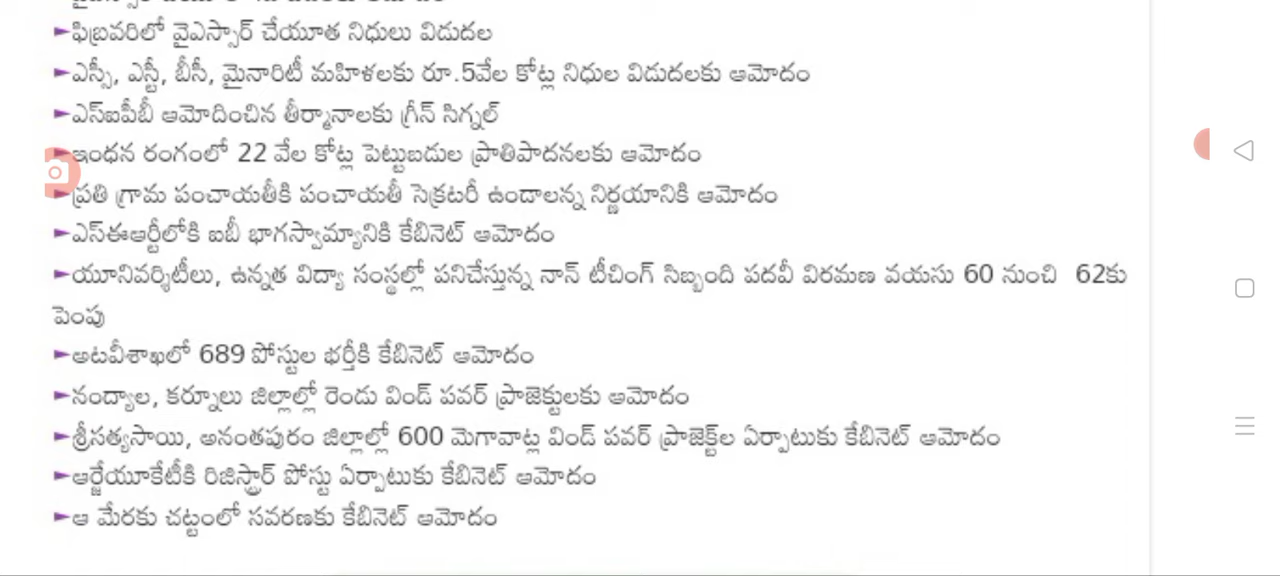 ►ఫిబ్రవరిలో వైఎస్సార్ చేయూత నిధులు విడుదల
►ఎస్సీ, ఎస్టీ, బీసీ, మైనారిటీ మహిళలకు రూ.5వేల కోట్ల నిధుల విడుదలకు ఆమోదం
►ఎస్ఐపీబీ ఆమోదించిన తీర్మానాలకు గ్రీన్ సిగ్నల్
►ఇంధన రంగంలో 22 వేల కోట్ల పెట్టుబడుల ప్రాతిపాదనలకు ఆమోదం
►ప్రతి గ్రామ పంచాయతీకి పంచాయతీ సెక్రటరీ ఉండాలన్న నిర్ణయానికి ఆమోదం
►ఎస్ఈఆర్టీలోకి ఐబీ భాగస్వామ్యానికి కేబినెట్ ఆమోదం
►యూనివర్శిటీలు, ఉన్నత విద్యా సంస్థల్లో పనిచేస్తున్న నాన్ టీచింగ్ సిబ్బంది పదవీ విరమణ వయసు 60 నుంచి 62కు
పెంపు
►అటవీశాఖలో 689 పోస్టుల భర్తీకి కేబినెట్ ఆమోదం
►నంద్యాల, కర్నూలు జిల్లాల్లో రెండు విండ్ పవర్ ప్రాజెక్టులకు ఆమోదం
►శ్రీసత్యసాయి, అనంతపురం జిల్లాల్లో 600 మెగావాట్ల విండ్ పవర్ ప్రాజెక్ట్‌ల ఏర్పాటుకు కేబినెట్ ఆమోదం
►ఆర్జేయూకేటీకి రిజిస్ట్రార్ పోస్టు ఏర్పాటుకు కేబినెట్ ఆమోదం
►ఆ మేరకు చట్టంలో సవరణకు కేబినెట్ ఆమోదం